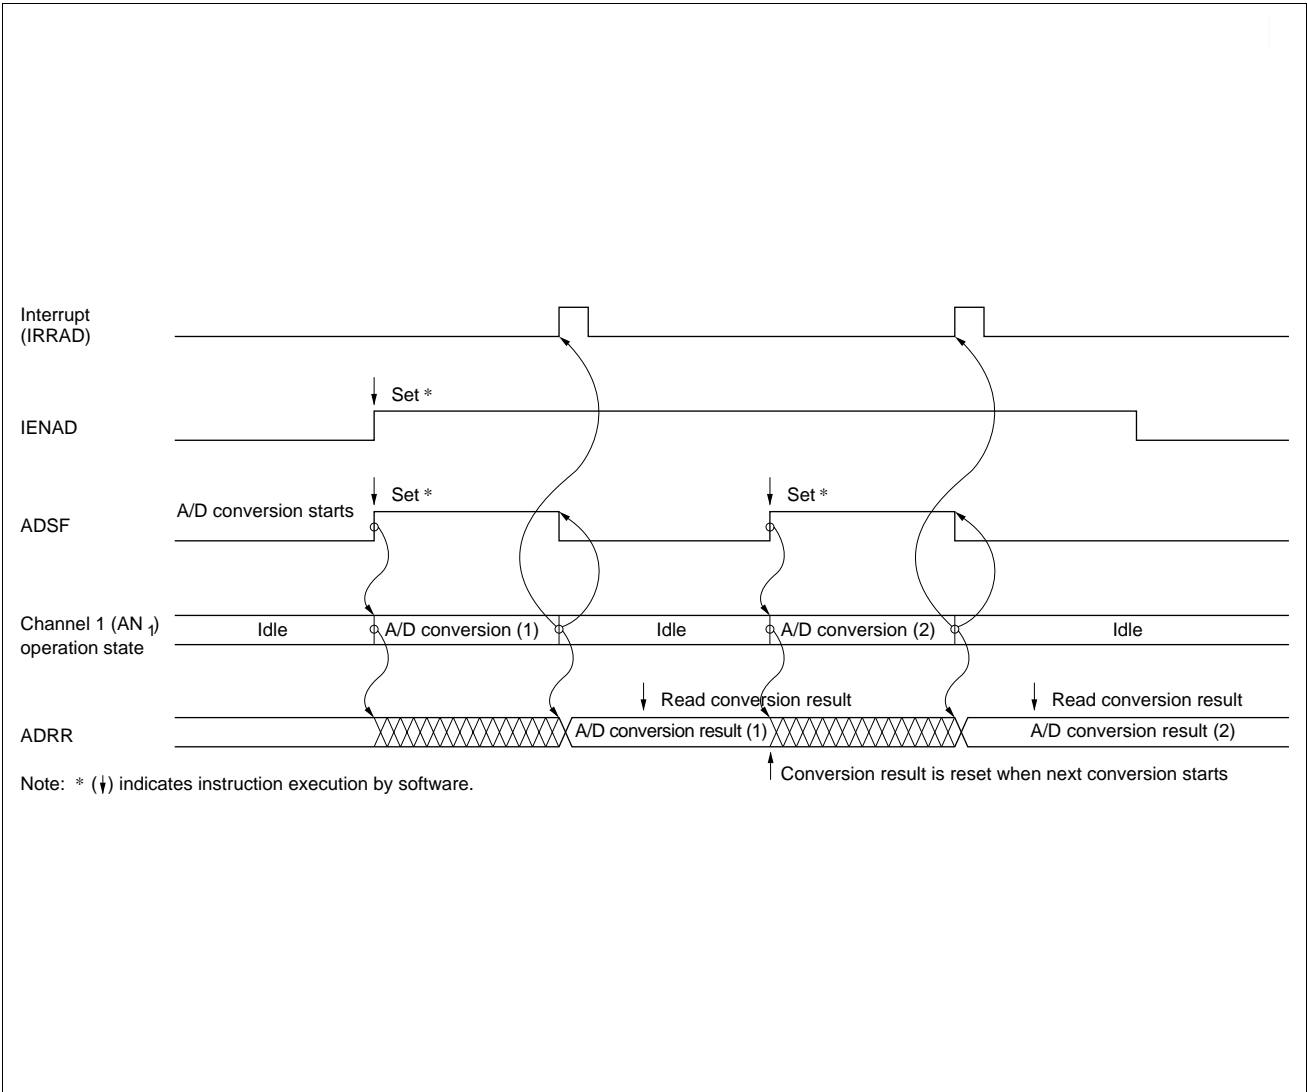 Interrupt
(IRRAD)
Set *
IENAD
Set *
Set *
A/D conversion starts
ADSF
Channel 1 (AN 1)
operation state
Idle
A/D conversion (1)
Idle
A/D conversion (2)
Idle
Read conversion result
Read conversion result
ADRR
A/D conversion result (1)
A/D conversion result (2)
Conversion result is reset when next conversion starts
Note: * (↓) indicates instruction execution by software.